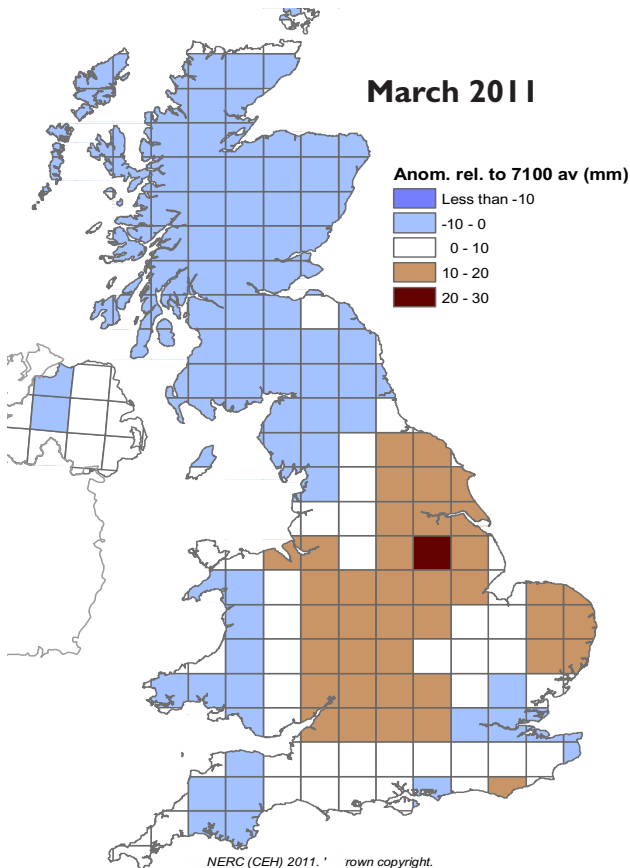 March 2011
Anom. rel. to 7100 av (mm)
Less than -10
-10 - 0
0 - 10
10 - 20
20 - 30
NERC (CEH) 2011. ' rown copyright.